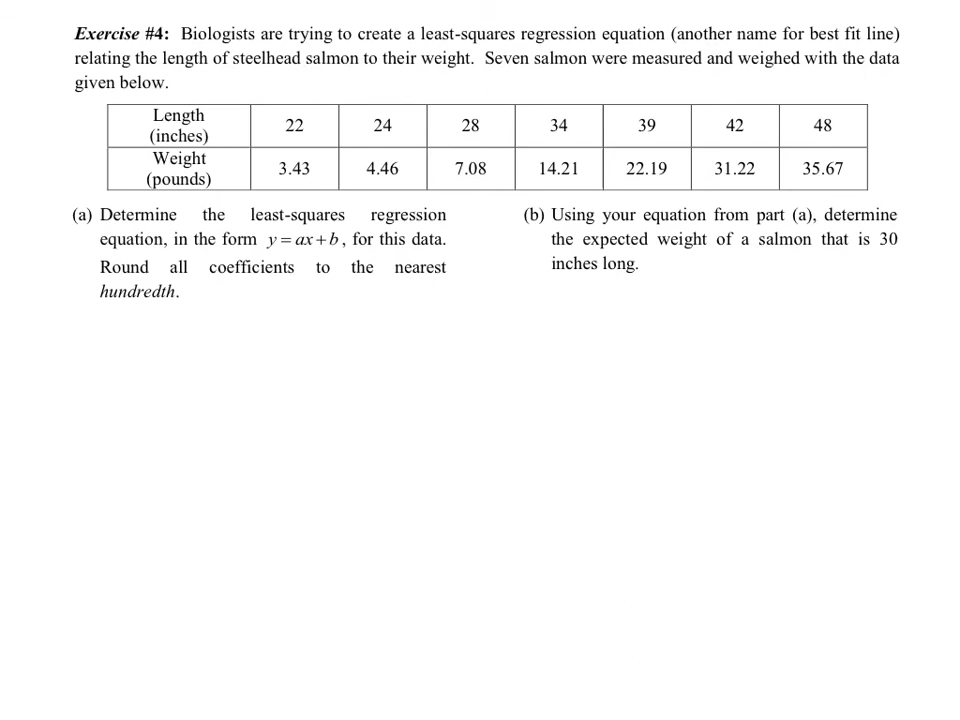 Exercise #4: Biologists are trying to create a least-squares regression equation (another name for best fit line)
relating the length of steelhead salmon to their weight. Seven salmon were measured and weighed with the data
given below.
Length (inches) 22 24 28 34 39 42 48
Weight (pounds) 3.43 4.46 7.08 14.21 22.19 31.22 35.67
(a) Determine the least-squares regression
equation, in the form y = ax + b, for this data.
Round all coefficients to the nearest
hundredth.
(b) Using your equation from part (a), determine
the expected weight of a salmon that is 30
inches long.